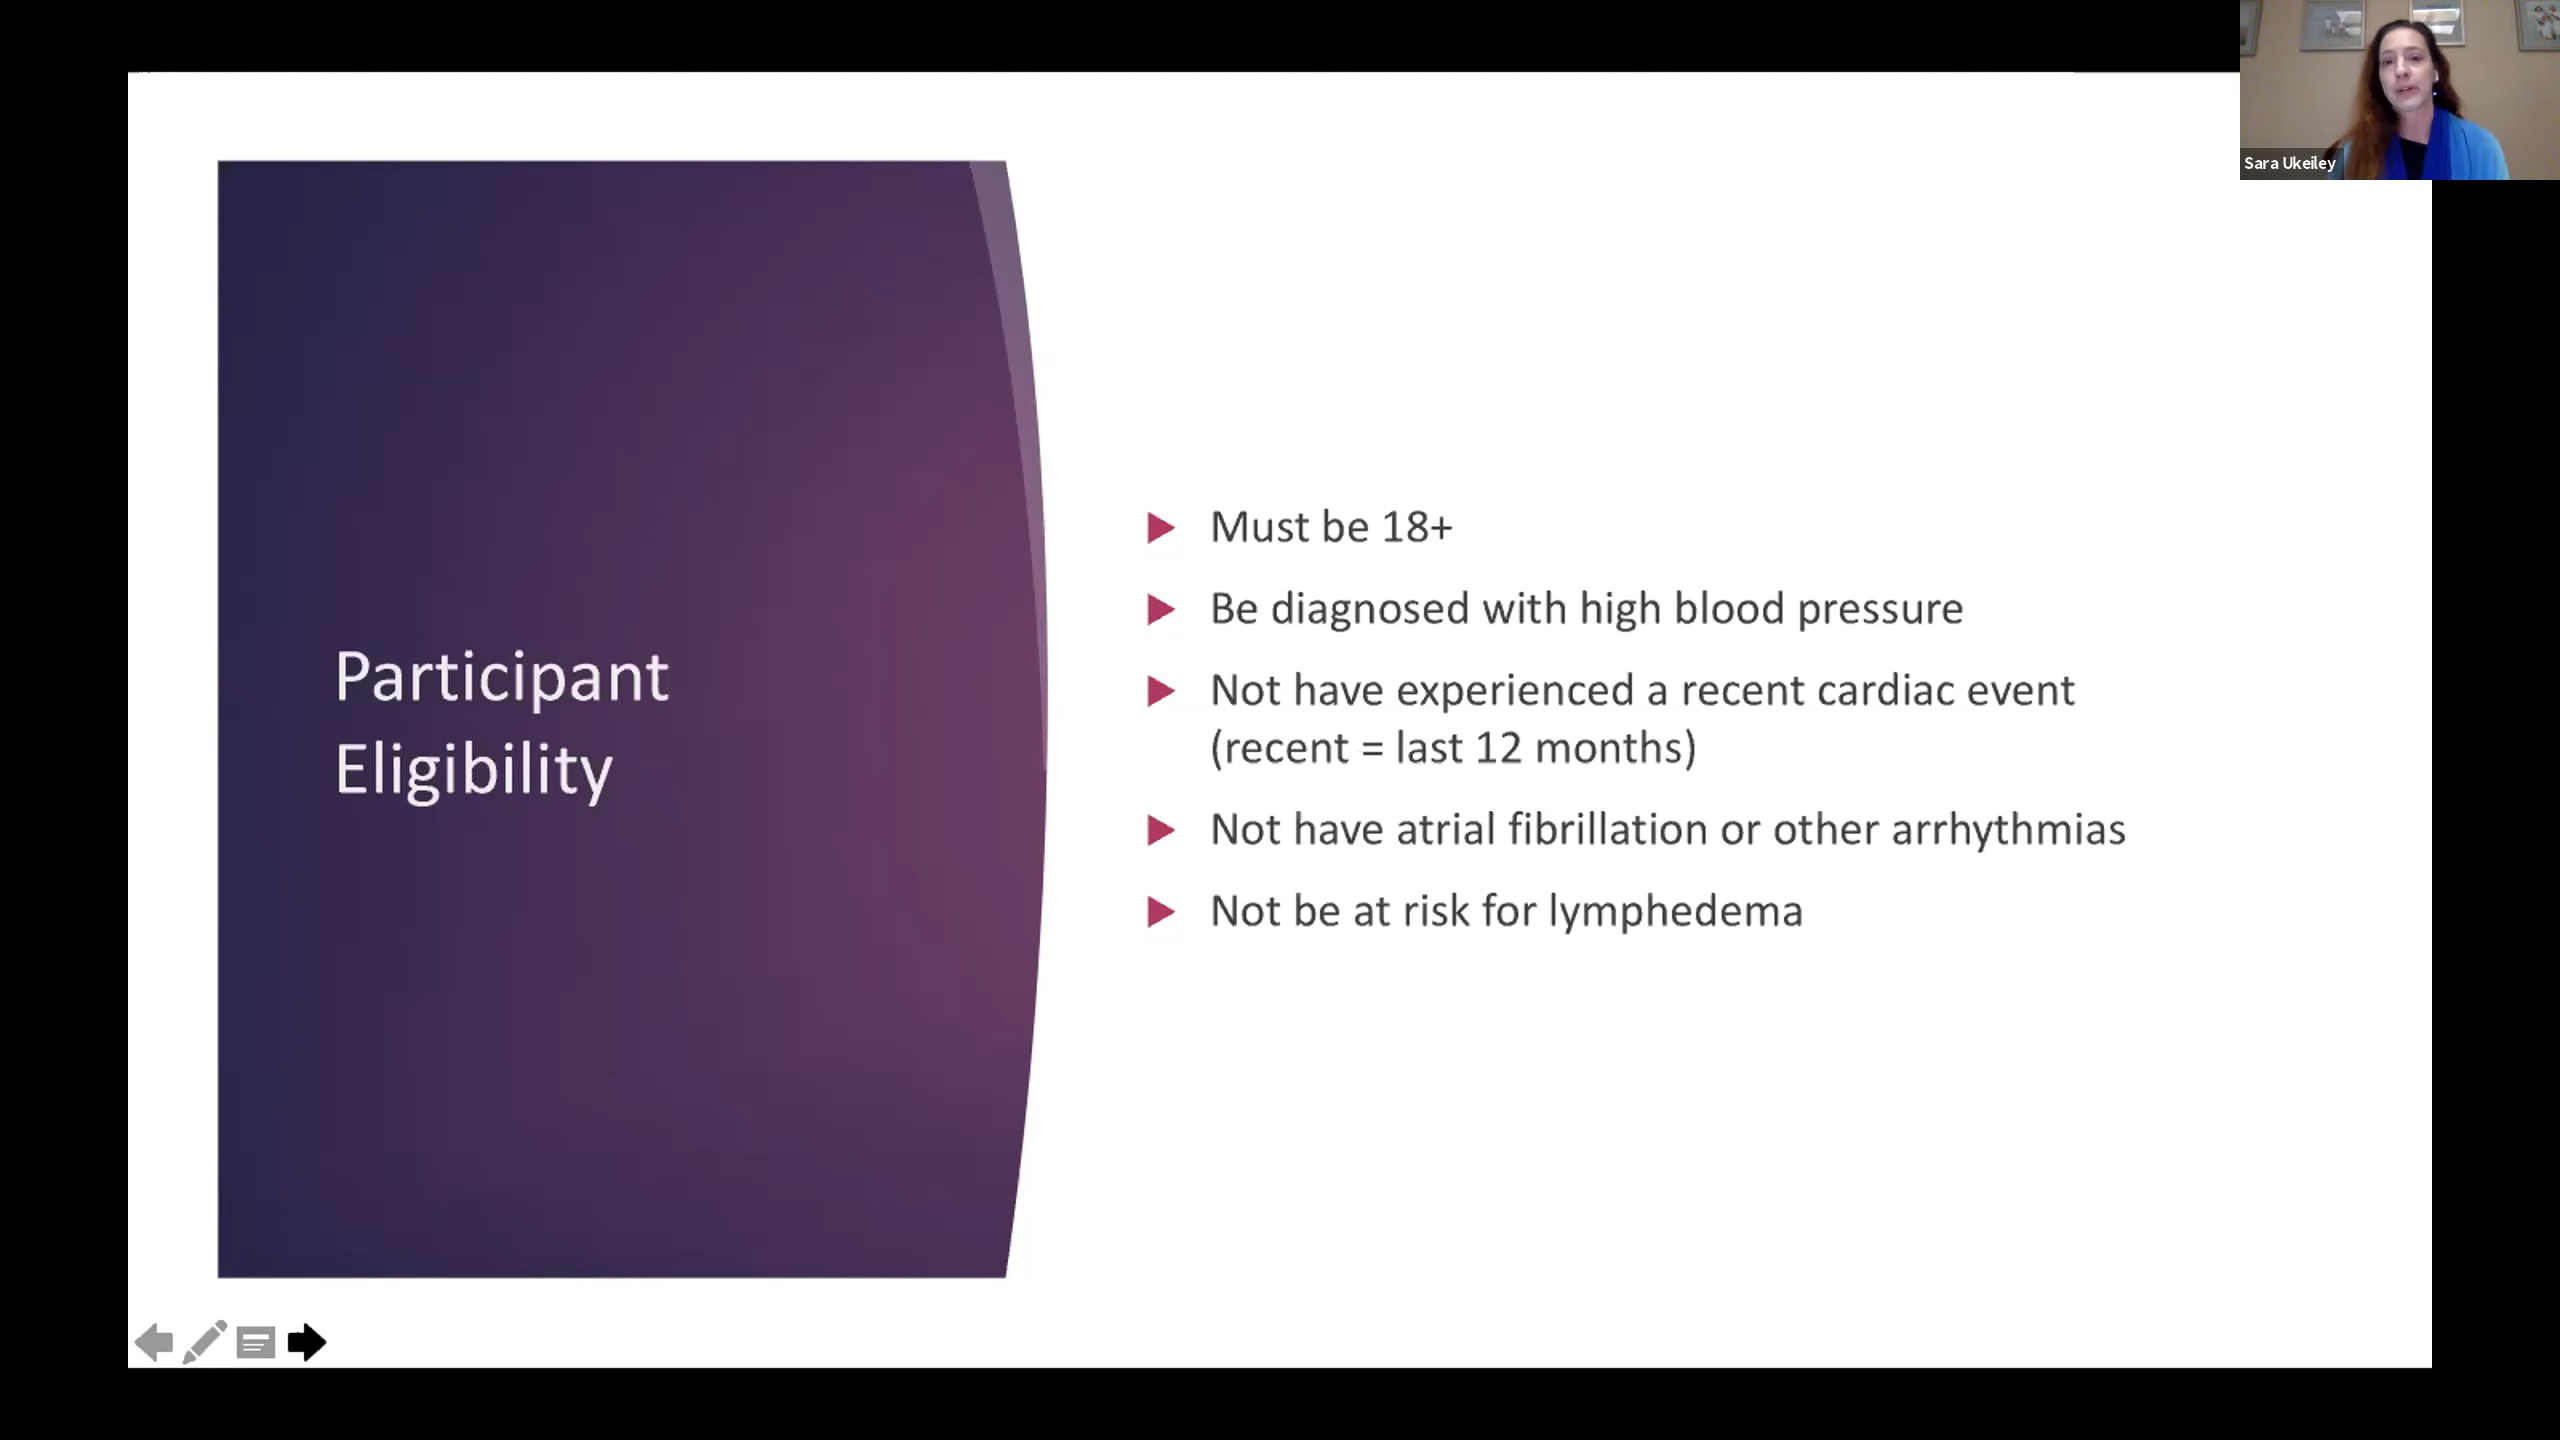 Sara Ukeiley
Participant
Eligibility
Must be 18+
Be diagnosed with high blood pressure
Not have experienced a recent cardiac event
(recent = last 12 months)
Not have atrial fibrillation or other arrhythmias
Not be at risk for lymphedema